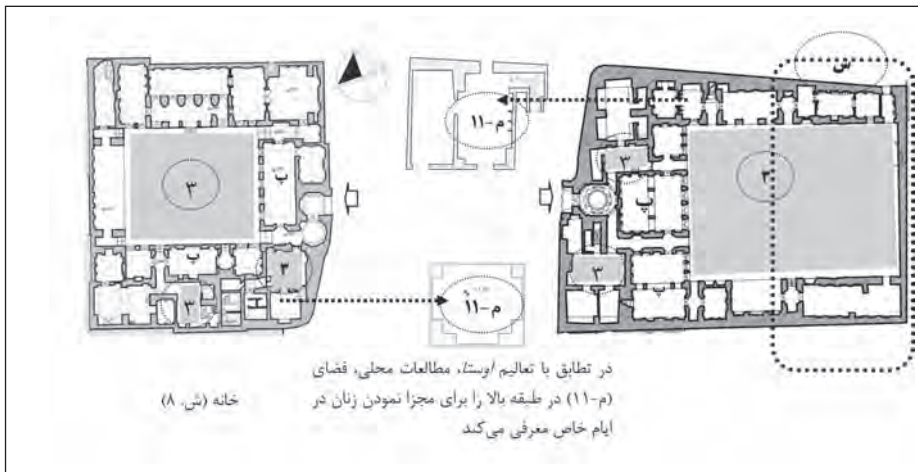 س
م-۱۱
۳
۳
۳
پ
پ
۳
پ
پ
۳
۳
م-۱۱
در تطابق با تعالیم اوستا، مطالعات محلی، فضای
(م-۱۱) در طبقه بالا را برای مجزا نمودن زنان در
ایام خاص معرفی می‌کند
خانه (ش. ۸)